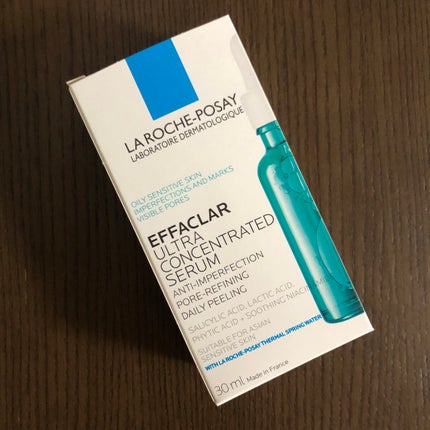 LA ROCHE-POSAY
LABORATOIRE DERMATOLOGIQUE
OILY SENSITIVE SKIN
IMPERFECTIONS AND MARKS
VISIBLE PORES
EFFACLAR
ULTRA
CONCENTRATED
SERUM
ANTI-IMPERFECTION
PORE-REFINING
DAILY PEELING
SALICYLIC ACID, LACTIC ACID,
PHYTIC ACID + SOOTHING NIACINAMIDE
SUITABLE FOR ASIAN
SENSITIVE SKIN
WITH LA ROCHE-POSAY THERMAL SPRING WATER
30 ml Made in France